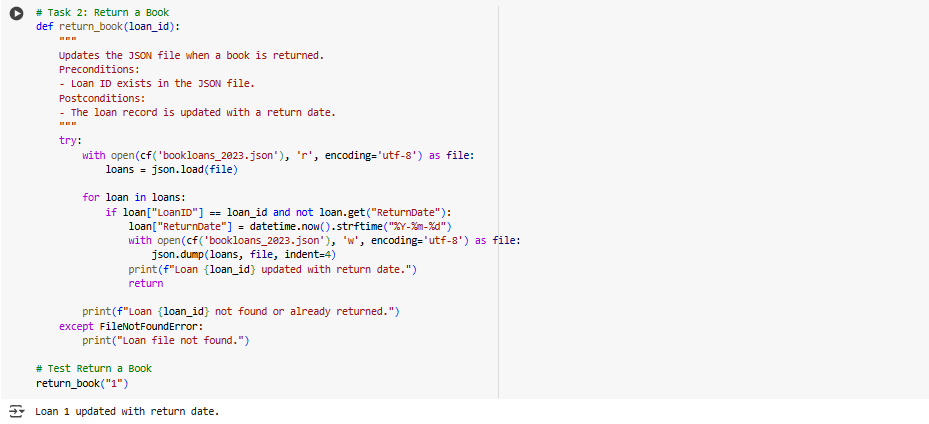 # Task 2: Return a Book
def return_book(loan_id):
    """
    Updates the JSON file when a book is returned.
    Preconditions:
    - Loan ID exists in the JSON file.
    Postconditions:
    - The loan record is updated with a return date.
    """
    try:
        with open(cf('bookloans_2023.json'), 'r', encoding='utf-8') as file:
            loans = json.load(file)

        for loan in loans:
            if loan["LoanID"] == loan_id and not loan.get("ReturnDate"):
                loan["ReturnDate"] = datetime.now().strftime("%Y-%m-%d")
                with open(cf('bookloans_2023.json'), 'w', encoding='utf-8') as file:
                    json.dump(loans, file, indent=4)
                print(f"Loan {loan_id} updated with return date.")
                return

        print(f"Loan {loan_id} not found or already returned.")
    except FileNotFoundError:
        print("Loan file not found.")

# Test Return a Book
return_book("1")
Loan 1 updated with return date.